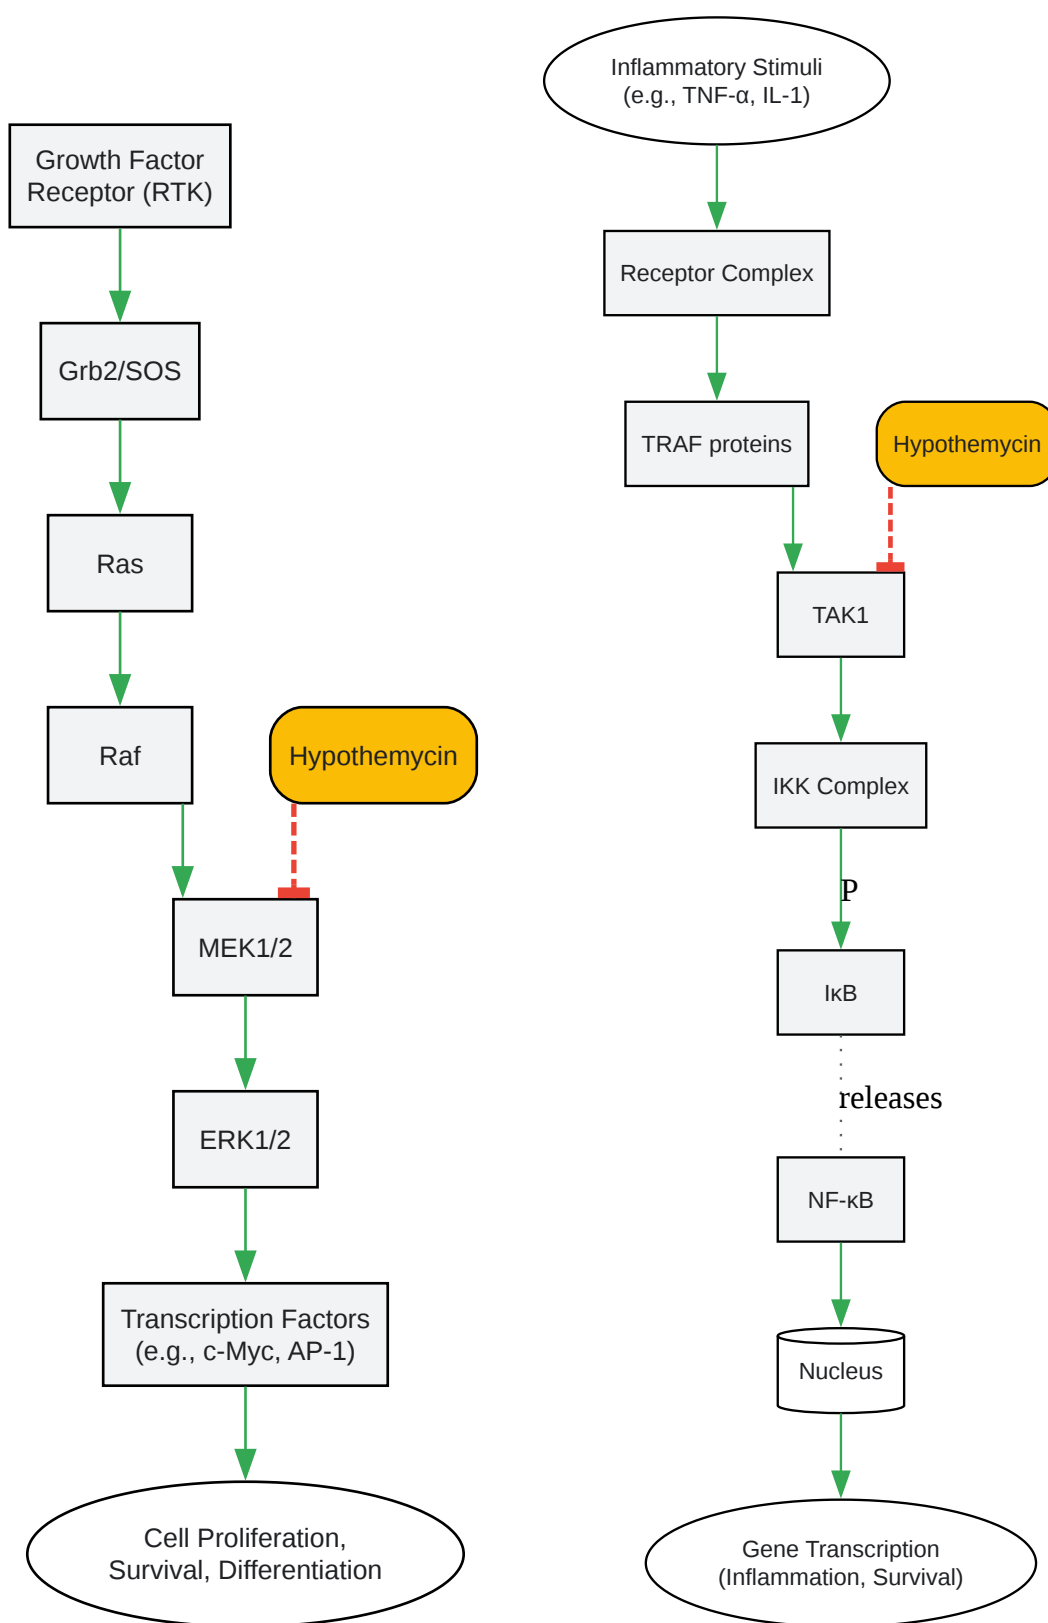 Growth Factor
Receptor (RTK)
Grb2/SOS
Ras
Raf
Hypothemycin
MEK1/2
ERK1/2
Transcription Factors
(e.g., c-Myc, AP-1)
Cell Proliferation,
Survival, Differentiation
Inflammatory Stimuli
(e.g., TNF-α, IL-1)
Receptor Complex
TRAF proteins
Hypothemycin
TAK1
IKK Complex
P
IκB
releases
NF-κB
Nucleus
Gene Transcription
(Inflammation, Survival)